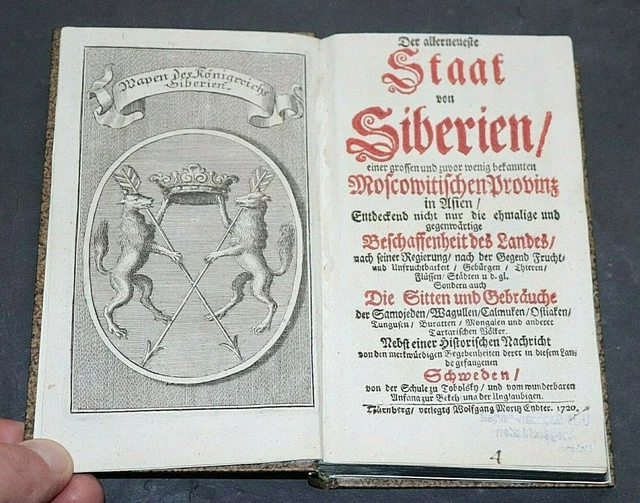 Wapen des Königreichs
Siberien.
Der allerneueste
Staat
von
Siberien/
einer grossen und zuvor wenig bekannten
Moscowitischen Provintz
in Asien/
Entdeckend nicht nur die ehmalige und
gegenwärtige
Beschaffenheit des Landes/
nach seiner Regierung/ nach der Gegend Frucht-
und Unfruchtbarkeit/ Gebürgen/ Thieren/
Flüssen/ Städten u. d. gl.
Sondern auch
Die Sitten und Gebräuche
der Samojeden/Wagullen/Calmuken/Ostiaken/
Tungusen/ Buratten/ Mongalen und anderer
Tartarischen Völker.
Nebst einer Historischen Nachricht
von den merkwürdigen Begebenheiten derer in diesem Lan-
de gefangenen
Schweden/
von der Schule zu Tobolsky/ und vom wunderbaren
Anfang zur Bekeh- der Unglaubigen.
Nürnberg/ verlegts Wolfgang Moritz Endter. 1720.
4